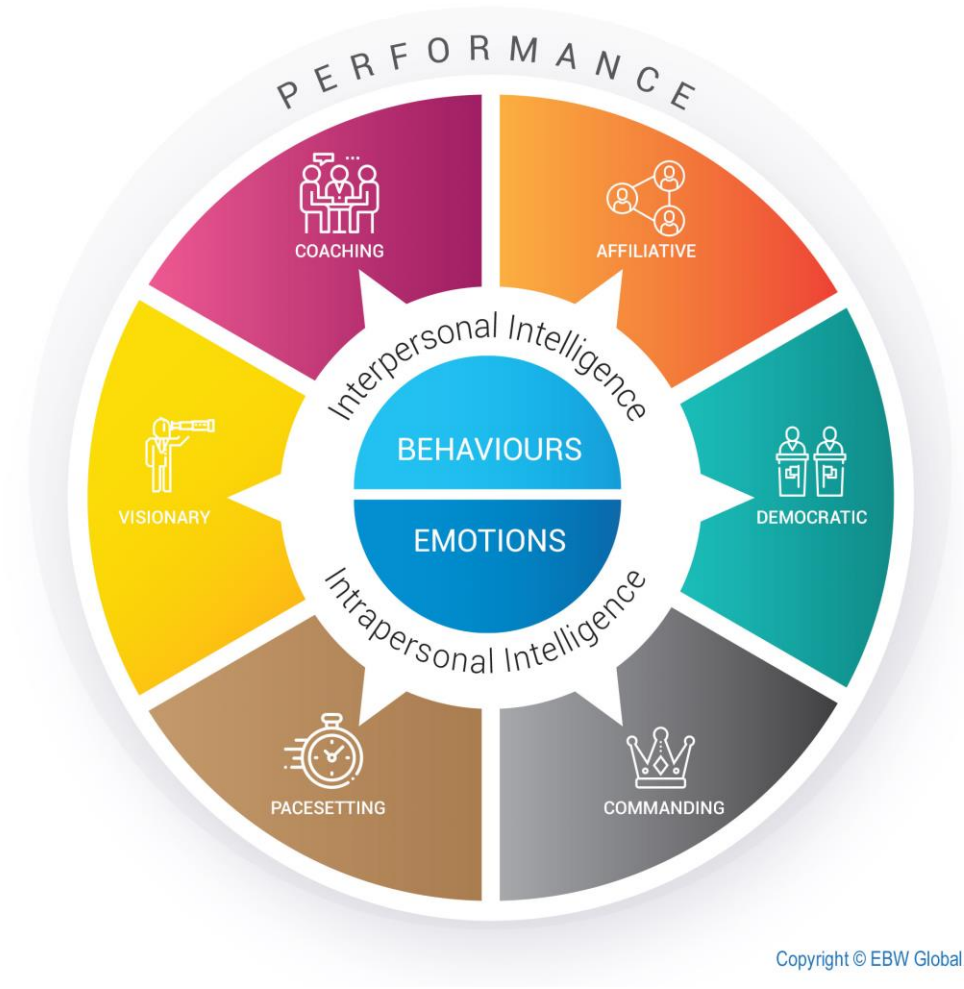 PERFORMANCE
COACHING
AFFILIATIVE
Interpersonal Intelligence
BEHAVIOURS
VISIONARY
DEMOCRATIC
EMOTIONS
Intrapersonal Intelligence
PACESETTING
COMMANDING
Copyright © EBW Global